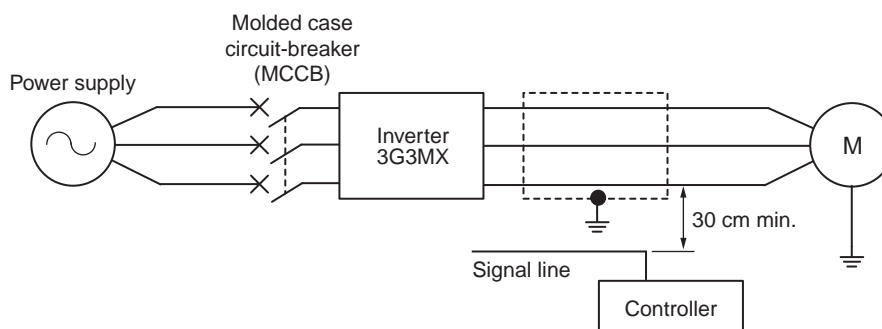 Molded case
circuit-breaker
(MCCB)
Power supply
Inverter
3G3MX
M
30 cm min.
Signal line
Controller